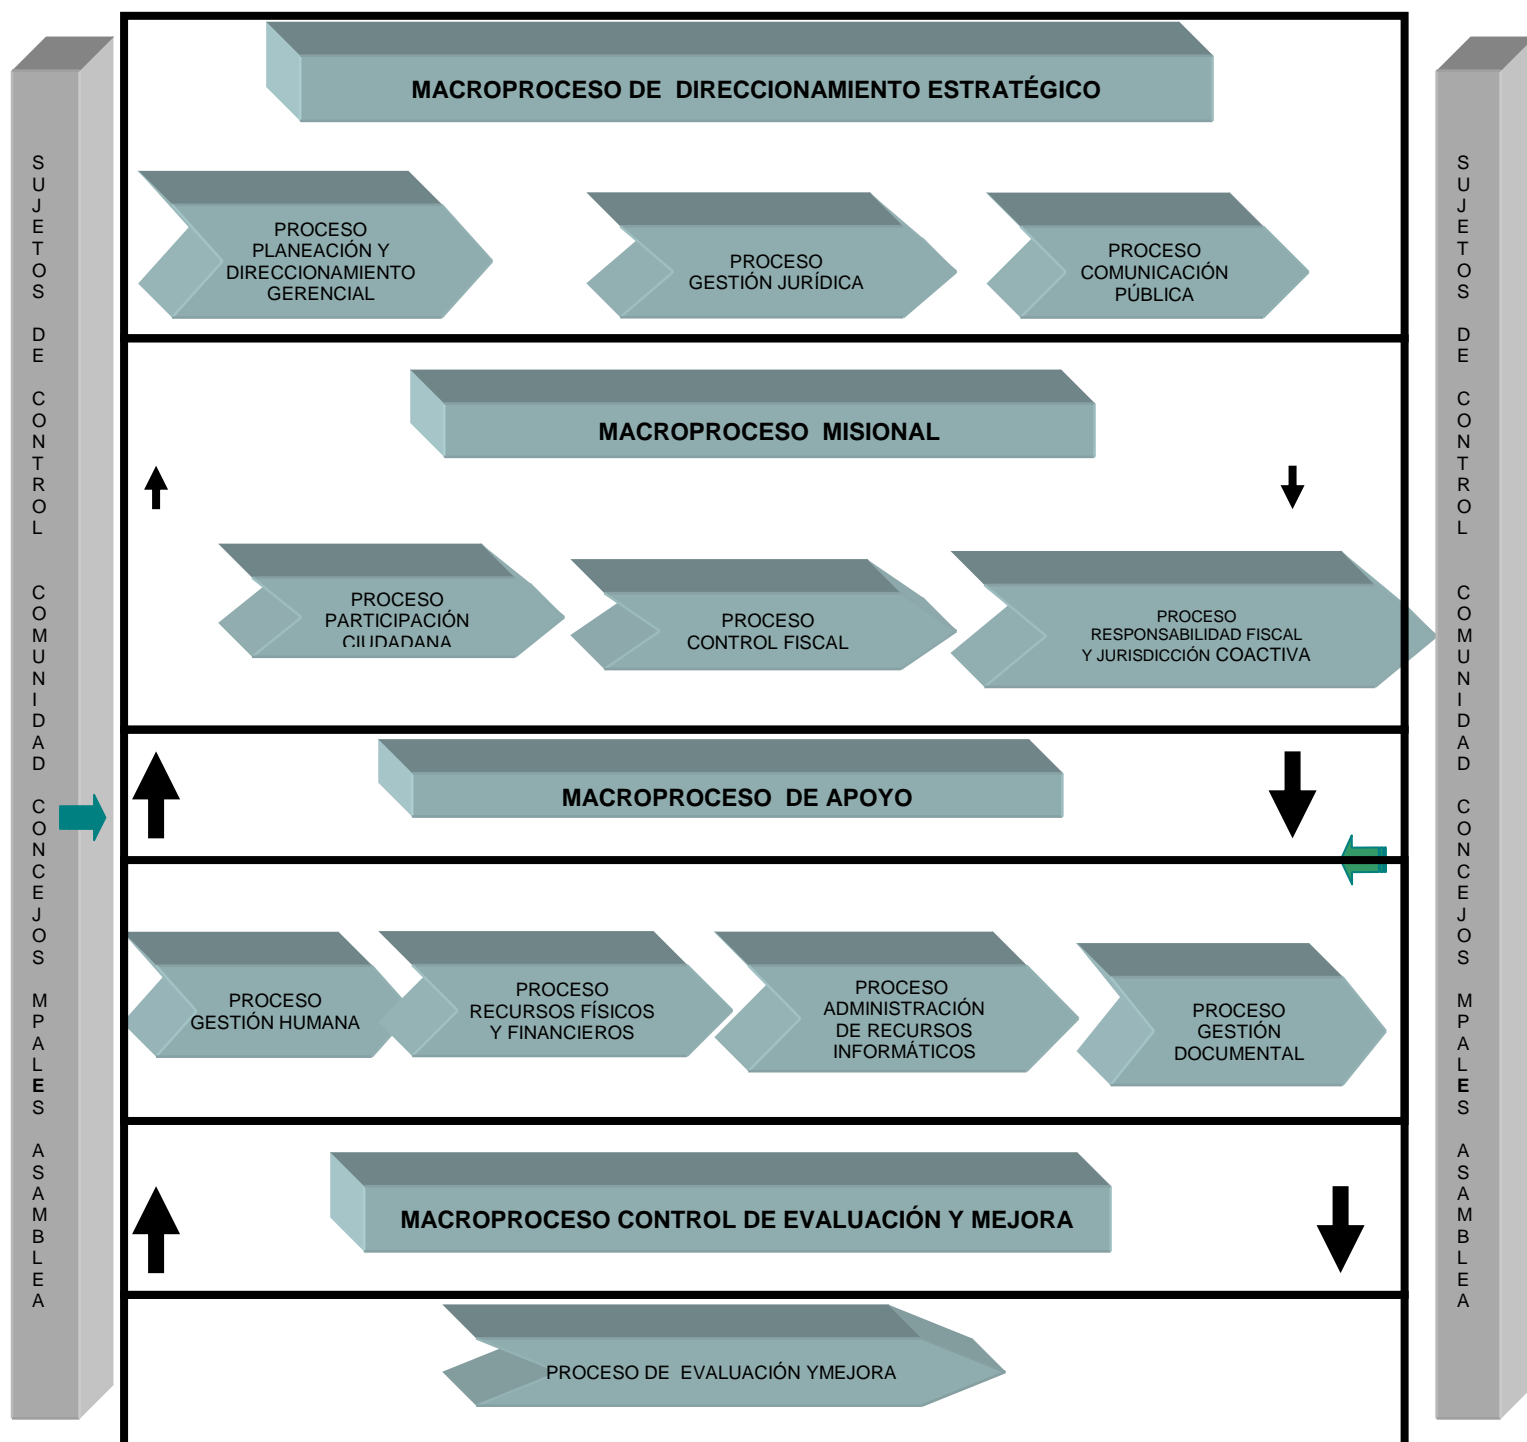 MACROPROCESO DE DIRECCIONAMIENTO ESTRATÉGICO
SUJETOS DE CONTROL COMUNIDAD CONCEJOS MPALES ASAMBLEA
PROCESO
PLANEACIÓN Y
DIRECCIONAMIENTO
GERENCIAL
PROCESO
GESTIÓN JURÍDICA
PROCESO
COMUNICACIÓN
PÚBLICA
SUJETOS DE CONTROL COMUNIDAD CONCEJOS MPALES ASAMBLEA
MACROPROCESO MISIONAL
PROCESO
PARTICIPACIÓN
CIUDADANA
PROCESO
CONTROL FISCAL
PROCESO
RESPONSABILIDAD FISCAL
Y JURISDICCIÓN COACTIVA
MACROPROCESO DE APOYO
PROCESO
GESTIÓN HUMANA
PROCESO
RECURSOS FÍSICOS
Y FINANCIEROS
PROCESO
ADMINISTRACIÓN
DE RECURSOS
INFORMÁTICOS
PROCESO
GESTIÓN
DOCUMENTAL
MACROPROCESO CONTROL DE EVALUACIÓN Y MEJORA
PROCESO DE EVALUACIÓN YMEJORA